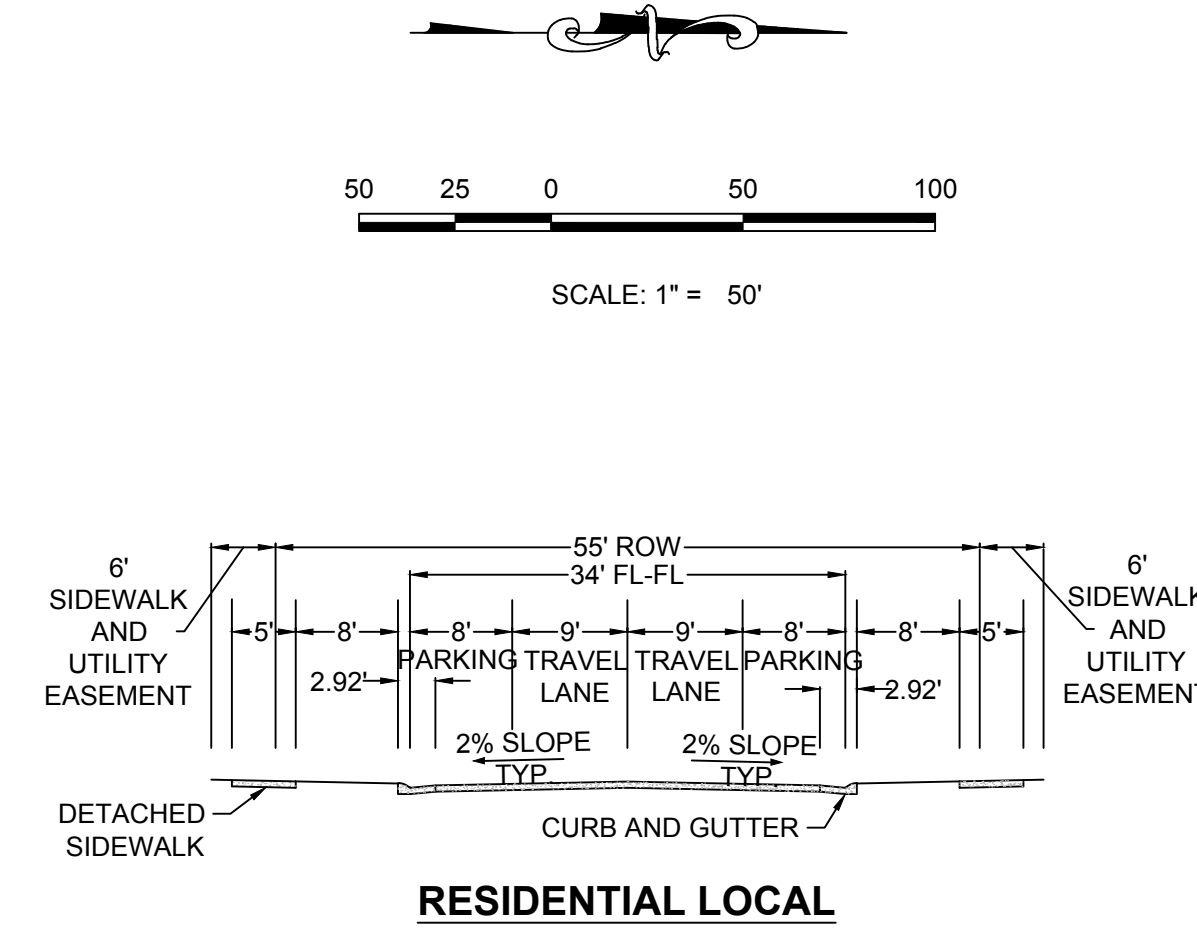 50 25 0 50 100
SCALE: 1" = 50'
55' ROW
34' FL-FL
6'
SIDEWALK
AND
UTILITY
EASEMENT
5' 8' 8' 9' 9' 8' 8' 5'
PARKING TRAVEL LANE TRAVEL LANE PARKING
2.92' 2.92'
6'
SIDEWALK
AND
UTILITY
EASEMENT
2% SLOPE TYP. 2% SLOPE TYP.
DETACHED
SIDEWALK
CURB AND GUTTER
RESIDENTIAL LOCAL